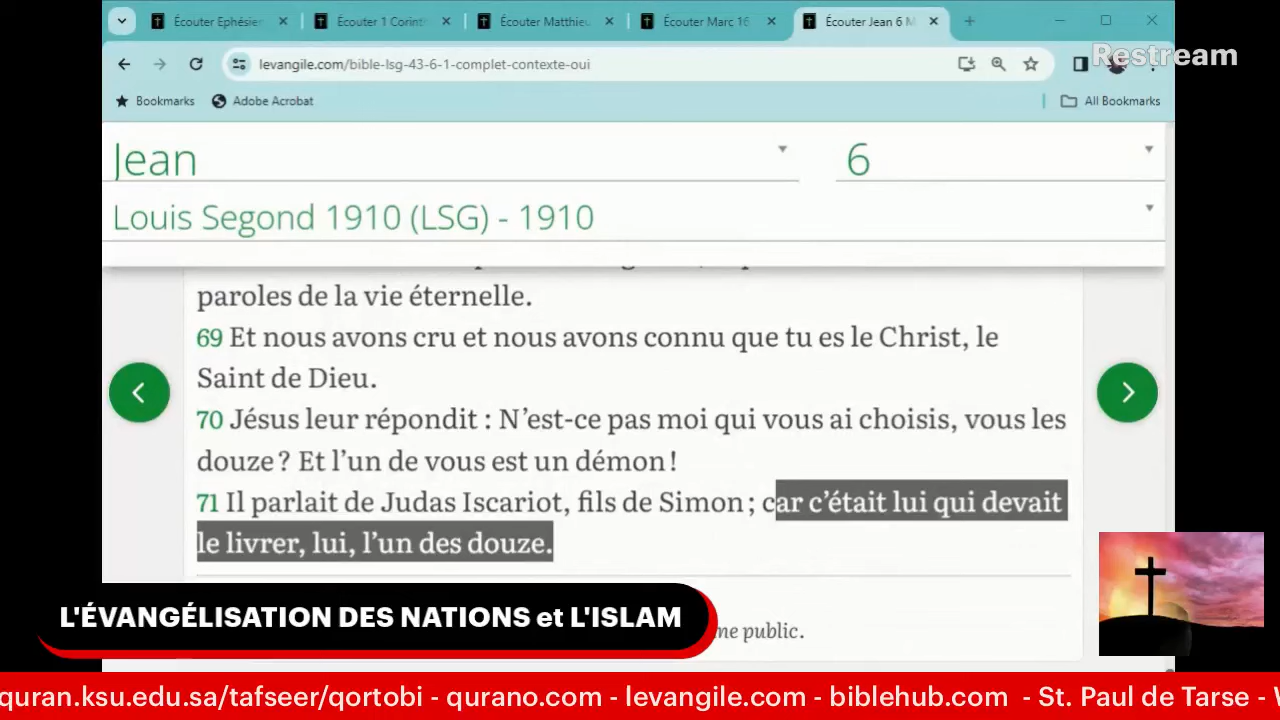 Écouter Ephésie
Écouter 1 Corint
Écouter Matthieu
Écouter Marc 16
Écouter Jean 6 M
levangile.com/bible-lsg-43-6-1-complet-contexte-oui
Restream
Bookmarks
Adobe Acrobat
All Bookmarks
Jean
6
Louis Segond 1910 (LSG) - 1910
paroles de la vie éternelle.
69 Et nous avons cru et nous avons connu que tu es le Christ, le
Saint de Dieu.
70 Jésus leur répondit : N’est-ce pas moi qui vous ai choisis, vous les
douze ? Et l’un de vous est un démon !
71 Il parlait de Judas Iscariot, fils de Simon ; car c’était lui qui devait
le livrer, lui, l’un des douze.
L'ÉVANGÉLISATION DES NATIONS et L'ISLAM
public.
quran.ksu.edu.sa/tafseer/qortobi - qurano.com - levangile.com - biblehub.com - St. Paul de Tarse -